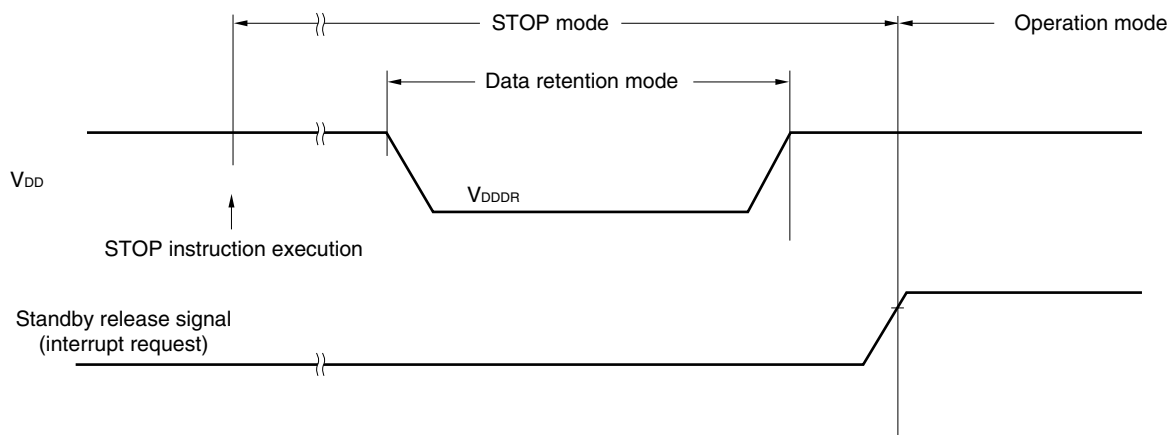 STOP mode
Operation mode
Data retention mode
VDD
VDDDR
STOP instruction execution
Standby release signal
(interrupt request)